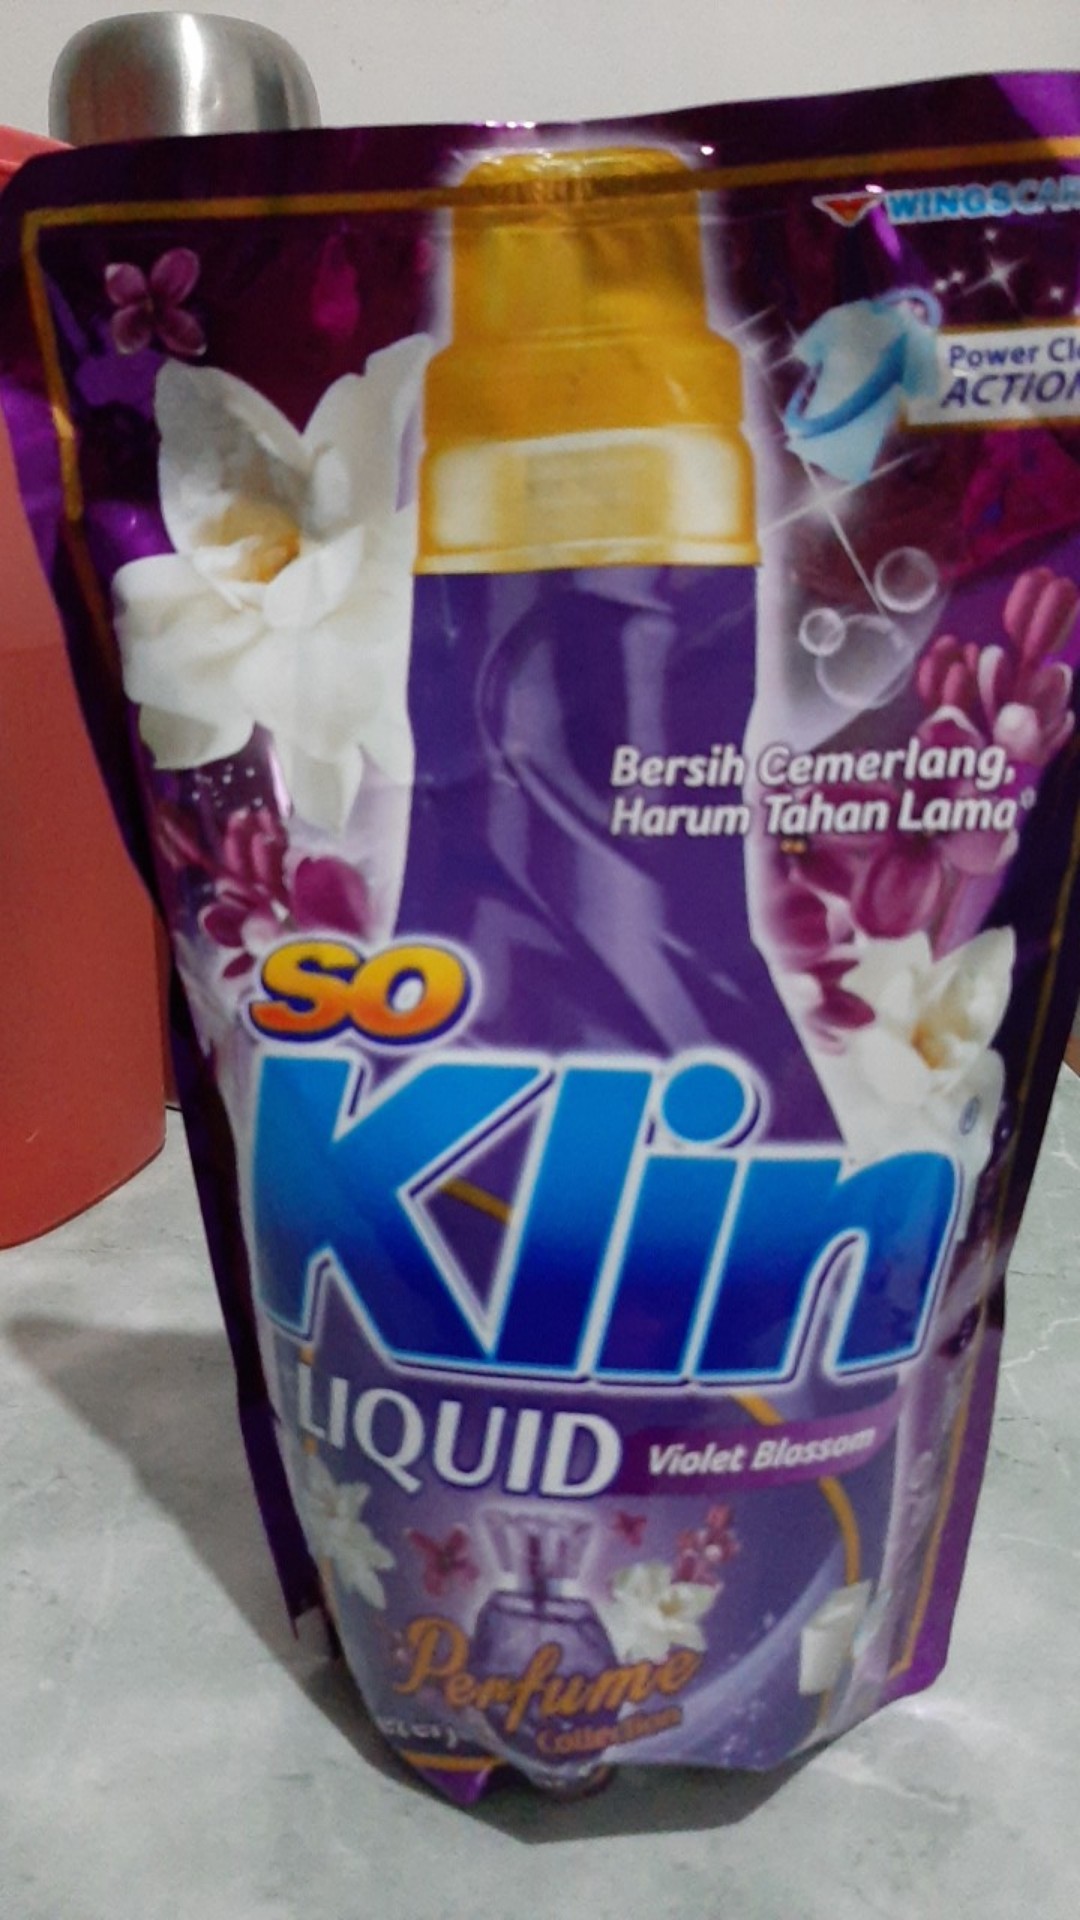 WINGSCAR
Power Cl
ACTION
Bersih Cemerlang,
Harum Tahan Lama
SO
Klin
LIQUID
Violet Blossom
Perfume
Collection